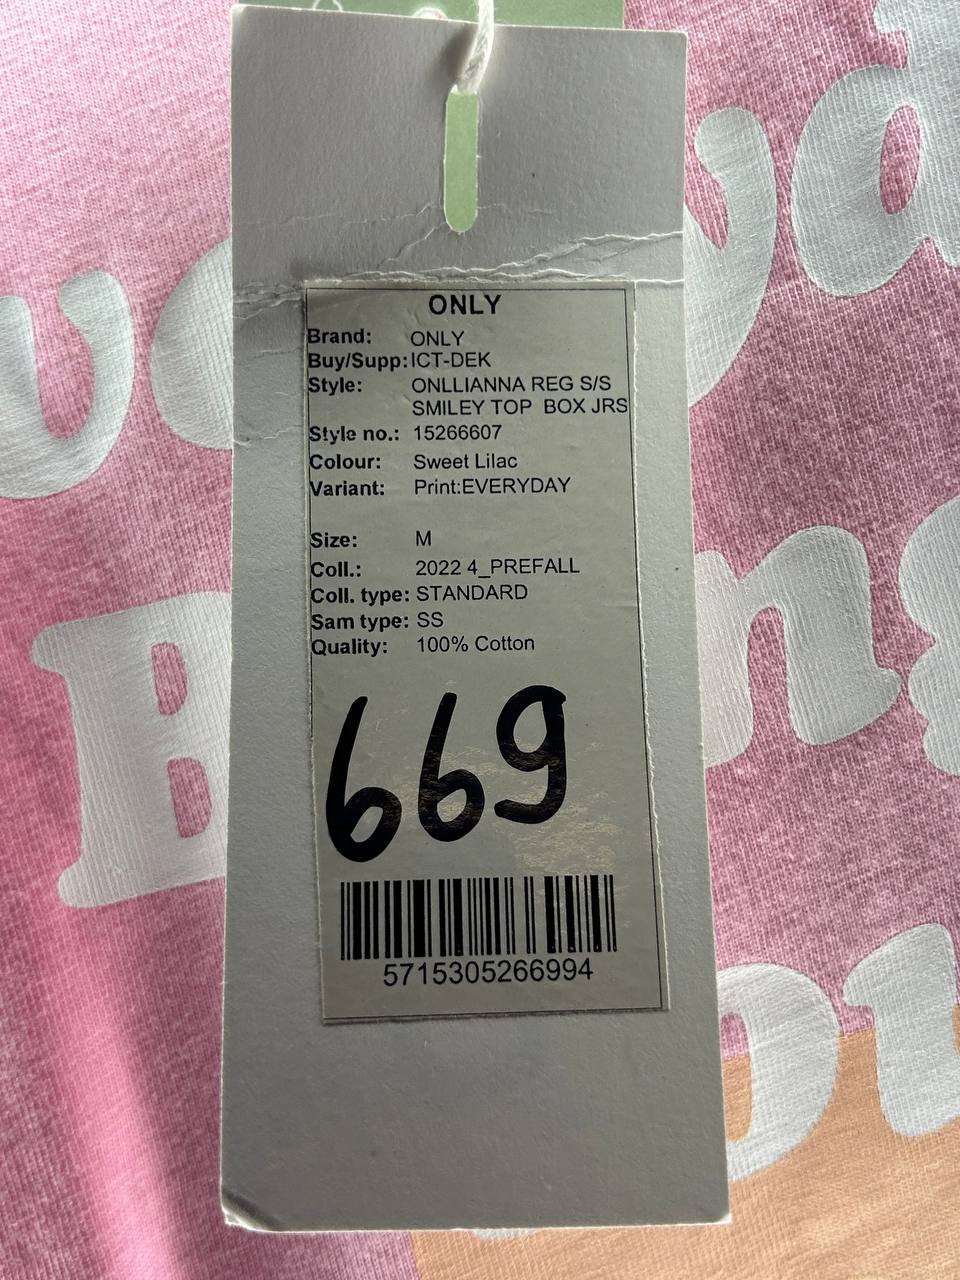 ONLY
Brand: ONLY
Buy/Supp: ICT-DEK
Style: ONLLIANNA REG S/S
SMILEY TOP BOX JRS
Style no.: 15266607
Colour: Sweet Lilac
Variant: Print:EVERYDAY
Size: M
Coll.: 2022 4_PREFALL
Coll. type: STANDARD
Sam type: SS
Quality: 100% Cotton
669
5715305266994